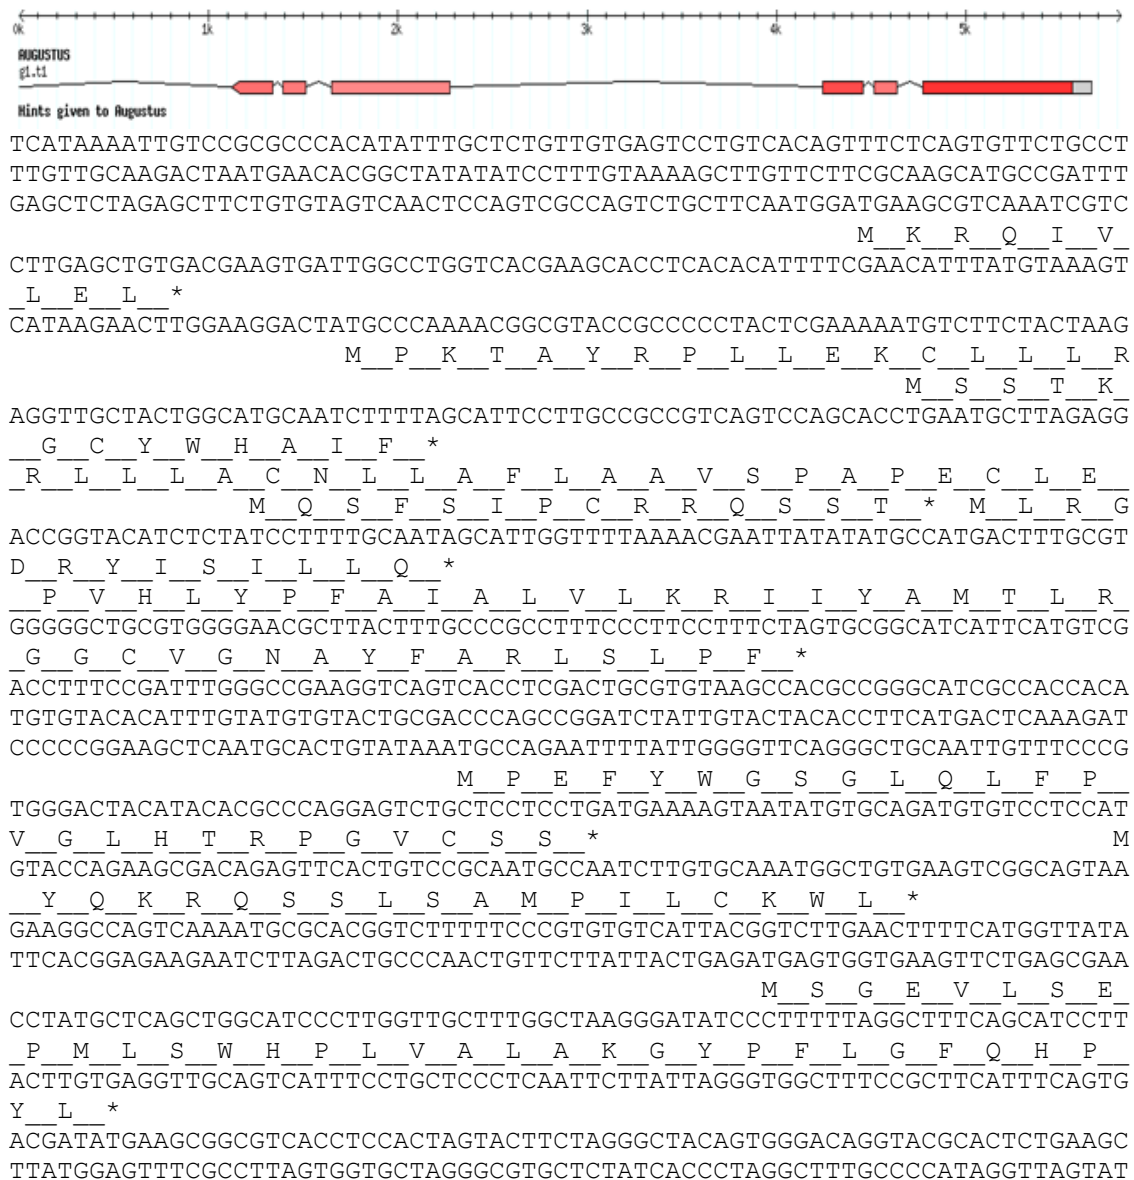 0k 1k 2k 3k 4k 5k
AUGUSTUS
g1.t1
Hints given to Augustus
TCATAAAATTGTCCGCGCCCACATATTTGCTCTGTTGTGAGTCCTGTCACAGTTTCTCAGTGTTCTGCCT
TTGTTGCAAGACTAATGAACACGGCTATATATCCTTTGTAAAAGCTTGTTCTTCGCAAGCATGCCGATTT
GAGCTCTAGAGCTTCTGTGTAGTCAACTCCAGTCGCCAGTCTGCTTCAATGGATGAAGCGTCAAATCGTC
M__K__R__Q__I__V_
CTTGAGCTGTGACGAAGTGATTGGCCTGGTCACGAAGCACCTCACACATTTTCGAACATTTATGTAAAGT
_L__E__L__*
CATAAGAACTTGGAAGGACTATGCCCAAAACGGCGTACCGCCCCCTACTCGAAAAATGTCTTCTACTAAG
M__P__K__T__A__Y__R__P__L__L__E__K__C__L__L__L__R
M__S__S__T__K_
AGGTTGCTACTGGCATGCAATCTTTTAGCATTCCTTGCCGCCGTCAGTCCAGCACCTGAATGCTTAGAGG
__G__C__Y__W__H__A__I__F__*
_R__L__L__L__A__C__N__L__L__A__F__L__A__A__V__S__P__A__P__E__C__L__E__
M__Q__S__F__S__I__P__C__R__R__Q__S__S__T__* M__L__R__G
ACCGGTACATCTCTATCCTTTTGCAATAGCATTGGTTTTAAAACGAATTATATATGCCATGACTTTGCGT
D__R__Y__I__S__I__L__L__Q__*
__P__V__H__L__Y__P__F__A__I__A__L__V__L__K__R__I__I__Y__A__M__T__L__R
GGGGGCTGCGTGGGGAACGCTTACTTTGCCCGCCTTTCCCTTCCTTTCTAGTGCGGCATCATTCATGTCG
_G__G__C__V__G__N__A__Y__F__A__R__L__S__L__P__F__*
ACCTTTCCGATTTGGGCCGAAGGTCAGTCACCTCGACTGCGTGTAAGCCACGCCGGGCATCGCCACCACA
TGTGTACACATTTGTATGTGTACTGCGACCCAGCCGGATCTATTGTACTACACCTTCATGACTCAAAGAT
CCCCCGGAAGCTCAATGCACTGTATAAATGCCAGAATTTTATTGGGGTTCAGGGCTGCAATTGTTTCCCG
M__P__E__F__Y__W__G__S__G__L__Q__L__F__P__
TGGGACTACATACACGCCCAGGAGTCTGCTCCTCCTGATGAAAAGTAATATGTGCAGATGTGTCCTCCAT
V__G__L__H__T__R__P__G__V__C__S__S__* M
GTACCAGAAGCGACAGAGTTCACTGTCCGCAATGCCAATCTTGTGCAAATGGCTGTGAAGTCGGCAGTAA
__Y__Q__K__R__Q__S__S__L__S__A__M__P__I__L__C__K__W__L__*
GAAGGCCAGTCAAAATGCGCACGGTCTTTTTCCCGTGTGTCATTACGGTCTTGAACTTTTCATGGTTATA
TTCACGGAGAAGAATCTTAGACTGCCCAACTGTTCTTATTACTGAGATGAGTGGTGAAGTTCTGAGCGAA
M__S__G__E__V__L__S__E_
CCTATGCTCAGCTGGCATCCCTTGGTTGCTTTGGCTAAGGGATATCCCTTTTTAGGCTTTCAGCATCCTT
_P__M__L__S__W__H__P__L__V__A__L__A__K__G__Y__P__F__L__G__F__Q__H__P__
ACTTGTGAGGTTGCAGTCATTTCCTGCTCCCTCAATTCTTATTAGGGTGGCTTTCCGCTTCATTTCAGTG
Y__L__*
ACGATATGAAGCGGCGTCACCTCCACTAGTACTTCTAGGGCTACAGTGGGACAGGTACGCACTCTGAAGC
TTATGGAGTTTCGCCTTAGTGGTGCTAGGGCGTGCTCTATCACCCTAGGCTTTGCCCCATAGGTTAGTAT